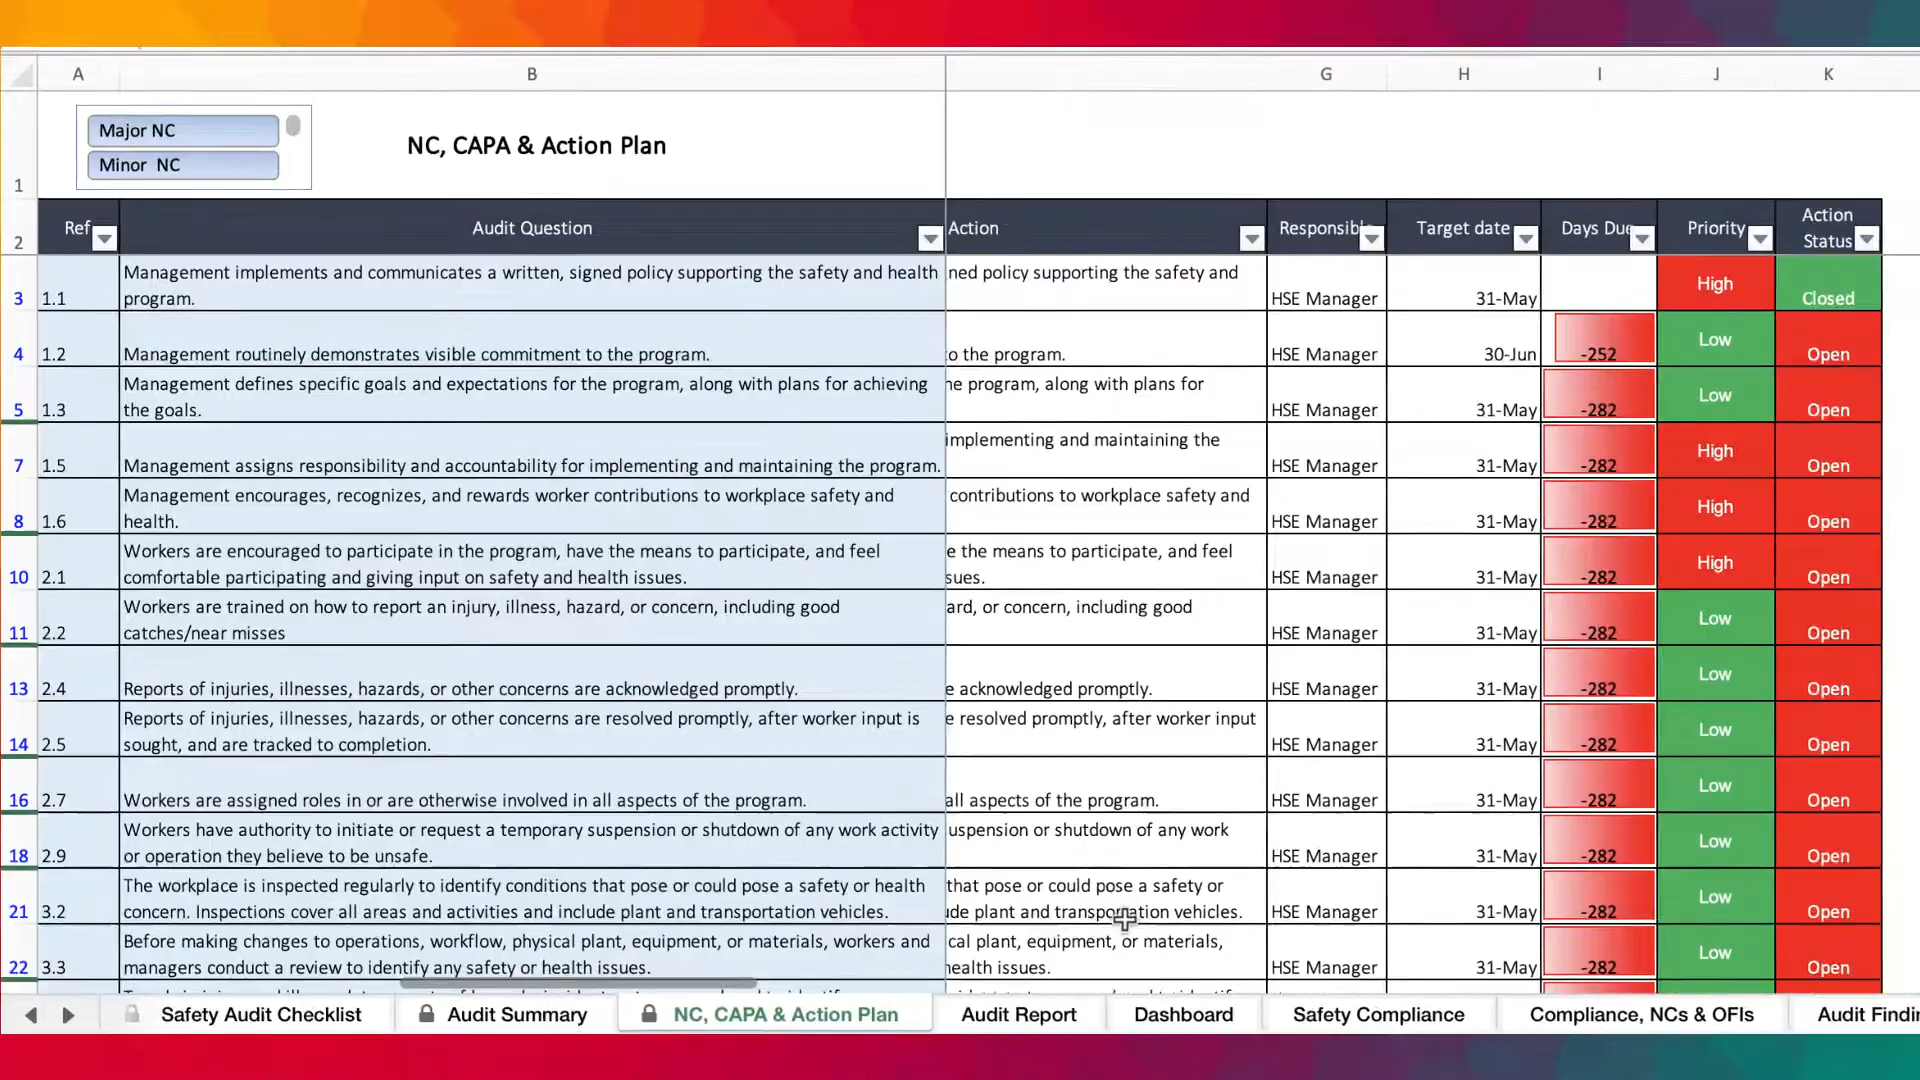 A B G H I J K
Major NC
Minor  NC
NC, CAPA & Action Plan
1
2 Ref Audit Question Action Responsibl Target date Days Due Priority Action
Status
Management implements and communicates a written, signed policy supporting the safety and health ned policy supporting the safety and High
3 1.1 program. HSE Manager 31-May Closed
Low
4 1.2 Management routinely demonstrates visible commitment to the program. o the program. HSE Manager 30-Jun -252 Open
Management defines specific goals and expectations for the program, along with plans for achieving he program, along with plans for Low
5 1.3 the goals. HSE Manager 31-May -282 Open
implementing and maintaining the High
7 1.5 Management assigns responsibility and accountability for implementing and maintaining the program. HSE Manager 31-May -282 Open
Management encourages, recognizes, and rewards worker contributions to workplace safety and contributions to workplace safety and High
8 1.6 health. HSE Manager 31-May -282 Open
Workers are encouraged to participate in the program, have the means to participate, and feel e the means to participate, and feel High
10 2.1 comfortable participating and giving input on safety and health issues. sues. HSE Manager 31-May -282 Open
Workers are trained on how to report an injury, illness, hazard, or concern, including good ard, or concern, including good Low
11 2.2 catches/near misses HSE Manager 31-May -282 Open
Low
13 2.4 Reports of injuries, illnesses, hazards, or other concerns are acknowledged promptly. e acknowledged promptly. HSE Manager 31-May -282 Open
Reports of injuries, illnesses, hazards, or other concerns are resolved promptly, after worker input is e resolved promptly, after worker input Low
14 2.5 sought, and are tracked to completion. HSE Manager 31-May -282 Open
Low
16 2.7 Workers are assigned roles in or are otherwise involved in all aspects of the program. all aspects of the program. HSE Manager 31-May -282 Open
Workers have authority to initiate or request a temporary suspension or shutdown of any work activity uspension or shutdown of any work Low
18 2.9 or operation they believe to be unsafe. HSE Manager 31-May -282 Open
The workplace is inspected regularly to identify conditions that pose or could pose a safety or health that pose or could pose a safety or Low
21 3.2 concern. Inspections cover all areas and activities and include plant and transportation vehicles. ude plant and transportation vehicles. HSE Manager 31-May -282 Open
Before making changes to operations, workflow, physical plant, equipment, or materials, workers and cal plant, equipment, or materials, Low
22 3.3 managers conduct a review to identify any safety or health issues. health issues. HSE Manager 31-May -282 Open
Safety Audit Checklist Audit Summary NC, CAPA & Action Plan Audit Report Dashboard Safety Compliance Compliance, NCs & OFIs Audit Findin